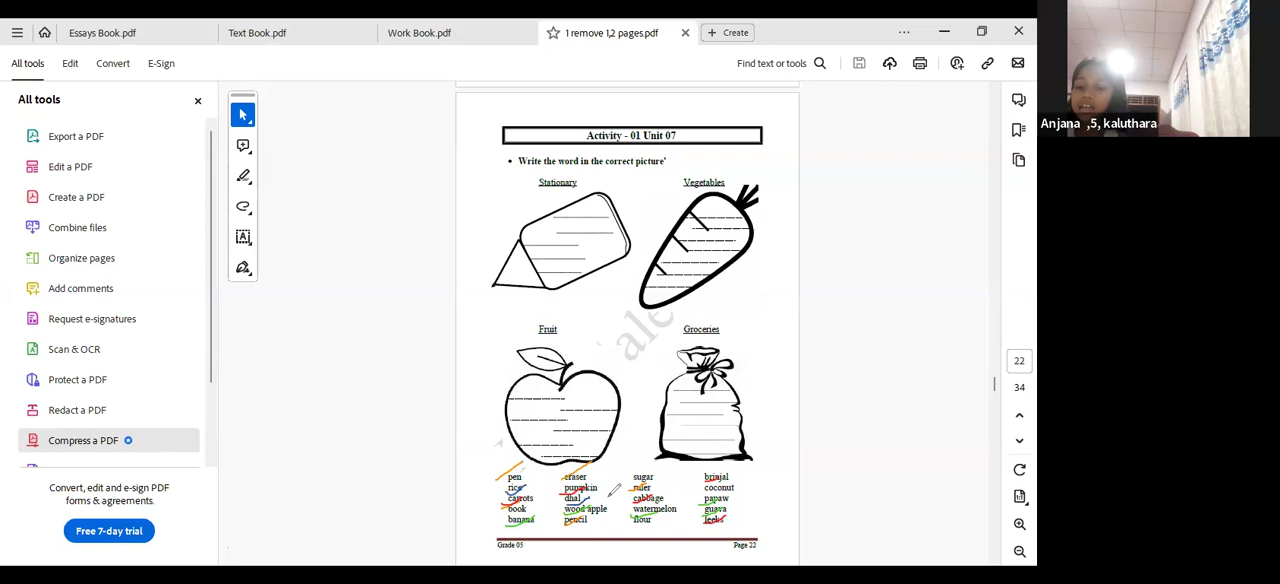 Essays Book.pdf
Text Book.pdf
Work Book.pdf
1 remove 1,2 pages.pdf
Create
All tools
Edit
Convert
E-Sign
Find text or tools
All tools
Export a PDF
Edit a PDF
Create a PDF
Combine files
Organize pages
Add comments
Request e-signatures
Scan & OCR
Protect a PDF
Redact a PDF
Compress a PDF
Convert, edit and e-sign PDF
forms & agreements.
Free 7-day trial
Activity - 01 Unit 07
• Write the word in the correct picture'
Stationary Vegetables
Fruit Groceries
ale
pen eraser sugar brinjal
rice pumpkin ruler coconut
carrots dhal cabbage papaw
book wood apple watermelon guava
banana pencil flour leeks
Grade 05 Page 22
22
34
Anjana ,5, kaluthara